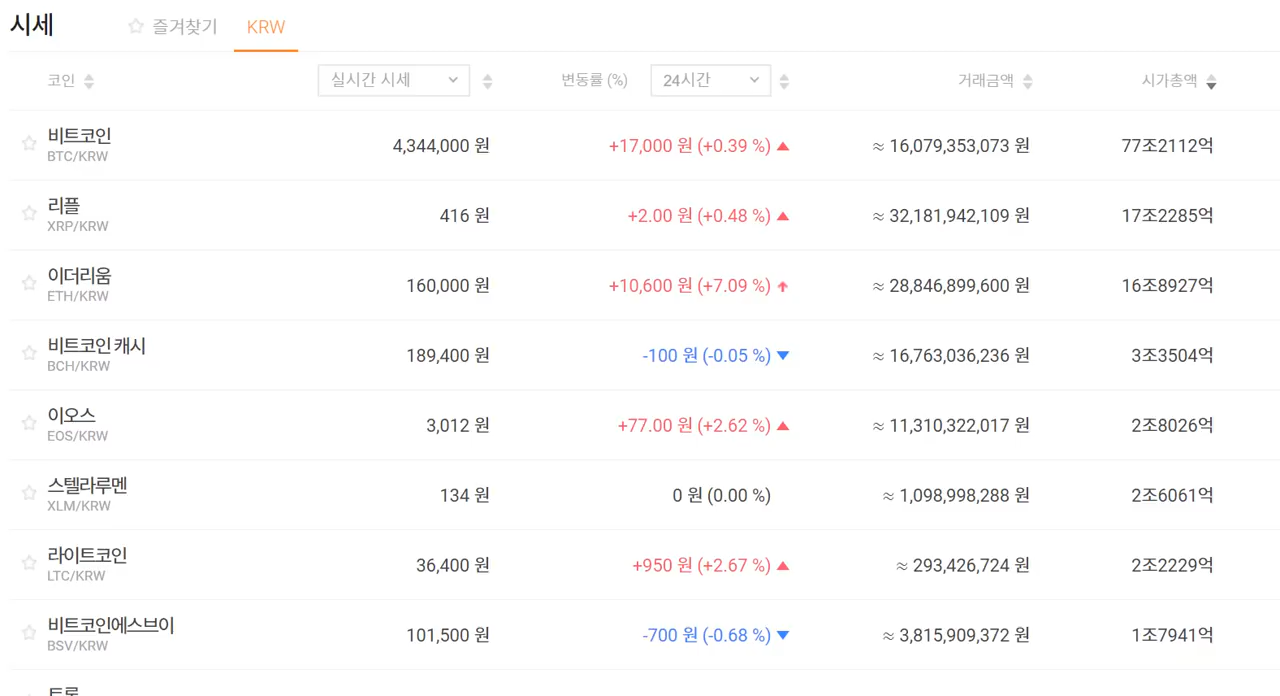 시세 즐겨찾기 KRW
코인 실시간 시세 변동률 (%) 24시간 거래금액 시가총액
비트코인 4,344,000 원 +17,000 원 (+0.39 %) ≈ 16,079,353,073 원 77조2112억
BTC/KRW
리플 416 원 +2.00 원 (+0.48 %) ≈ 32,181,942,109 원 17조2285억
XRP/KRW
이더리움 160,000 원 +10,600 원 (+7.09 %) ≈ 28,846,899,600 원 16조8927억
ETH/KRW
비트코인 캐시 189,400 원 -100 원 (-0.05 %) ≈ 16,763,036,236 원 3조3504억
BCH/KRW
이오스 3,012 원 +77.00 원 (+2.62 %) ≈ 11,310,322,017 원 2조8026억
EOS/KRW
스텔라루멘 134 원 0 원 (0.00 %) ≈ 1,098,998,288 원 2조6061억
XLM/KRW
라이트코인 36,400 원 +950 원 (+2.67 %) ≈ 293,426,724 원 2조2229억
LTC/KRW
비트코인에스브이 101,500 원 -700 원 (-0.68 %) ≈ 3,815,909,372 원 1조7941억
BSV/KRW